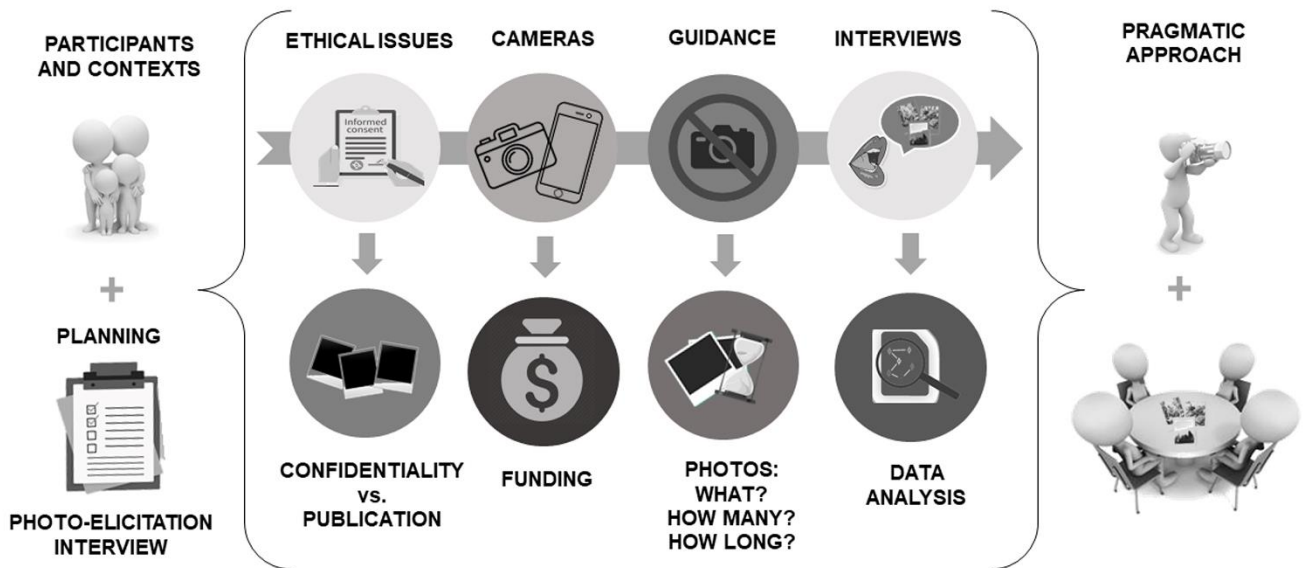 PARTICIPANTS
AND CONTEXTS
+
PLANNING
PHOTO-ELICITATION
INTERVIEW
ETHICAL ISSUES
Informed
consent
CONFIDENTIALITY
vs.
PUBLICATION
CAMERAS
$
FUNDING
GUIDANCE
PHOTOS:
WHAT?
HOW MANY?
HOW LONG?
INTERVIEWS
DATA
ANALYSIS
PRAGMATIC
APPROACH
+